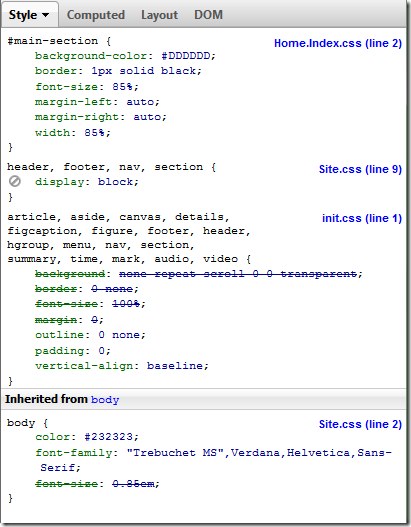 Style Computed Layout DOM
#main-section { Home.Index.css (line 2)
background-color: #DDDDDD;
border: 1px solid black;
font-size: 85%;
margin-left: auto;
margin-right: auto;
width: 85%;
}
header, footer, nav, section { Site.css (line 9)
display: block;
}
article, aside, canvas, details, init.css (line 1)
figcaption, figure, footer, header,
hgroup, menu, nav, section,
summary, time, mark, audio, video {
background: none repeat scroll 0 0 transparent;
border: 0 none;
font-size: 100%;
margin: 0;
outline: 0 none;
padding: 0;
vertical-align: baseline;
}
Inherited from body
body { Site.css (line 2)
color: #232323;
font-family: "Trebuchet MS",Verdana,Helvetica,Sans-
Serif;
font-size: 0.85em;
}